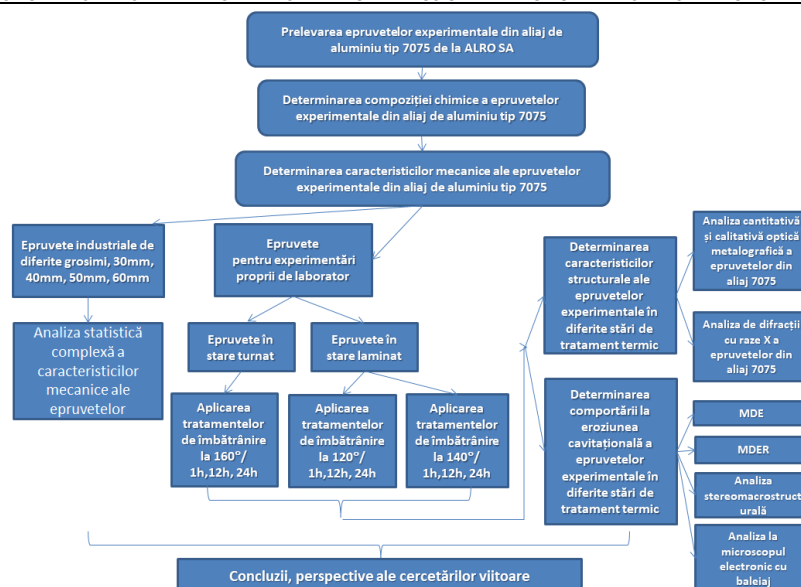 Prelevarea epruvetelor experimentale din aliaj de
aluminiu tip 7075 de la ALRO SA
Determinarea compoziției chimice a epruvetelor
experimentale din aliaj de aluminiu tip 7075
Determinarea caracteristicilor mecanice ale epruvetelor
experimentale din aliaj de aluminiu tip 7075
Epruvete industriale de
diferite grosimi, 30mm,
40mm, 50mm, 60mm
Analiza statistică
complexă a
caracteristicilor
mecanice ale
epruvetelor
Epruvete
pentru experimentări
proprii de laborator
Epruvete în
stare turnat
Epruvete în
stare laminat
Aplicarea
tratamentelor
de îmbătrânire
la 160°/
1h,12h, 24h
Aplicarea
tratamentelor
de îmbătrânire
la 120°/
1h,12h, 24h
Aplicarea
tratamentelor
de îmbătrânire
la 140°/
1h,12h, 24h
Determinarea
caracteristicilor
structurale ale
epruvetelor
experimentale în
diferite stări de
tratament termic
Determinarea
comportării la
eroziunea
cavitațională a
epruvetelor
experimentale în
diferite stări de
tratament termic
Analiza cantitativă
și calitativă optică
metalografică a
epruvetelor din
aliaj 7075
Analiza de difracții
cu raze X a
epruvetelor din
aliaj 7075
MDE
MDER
Analiza
stereomacrostruct
urală
Analiza la
microscopul
electronic cu
baleiaj
Concluzii, perspective ale cercetărilor viitoare